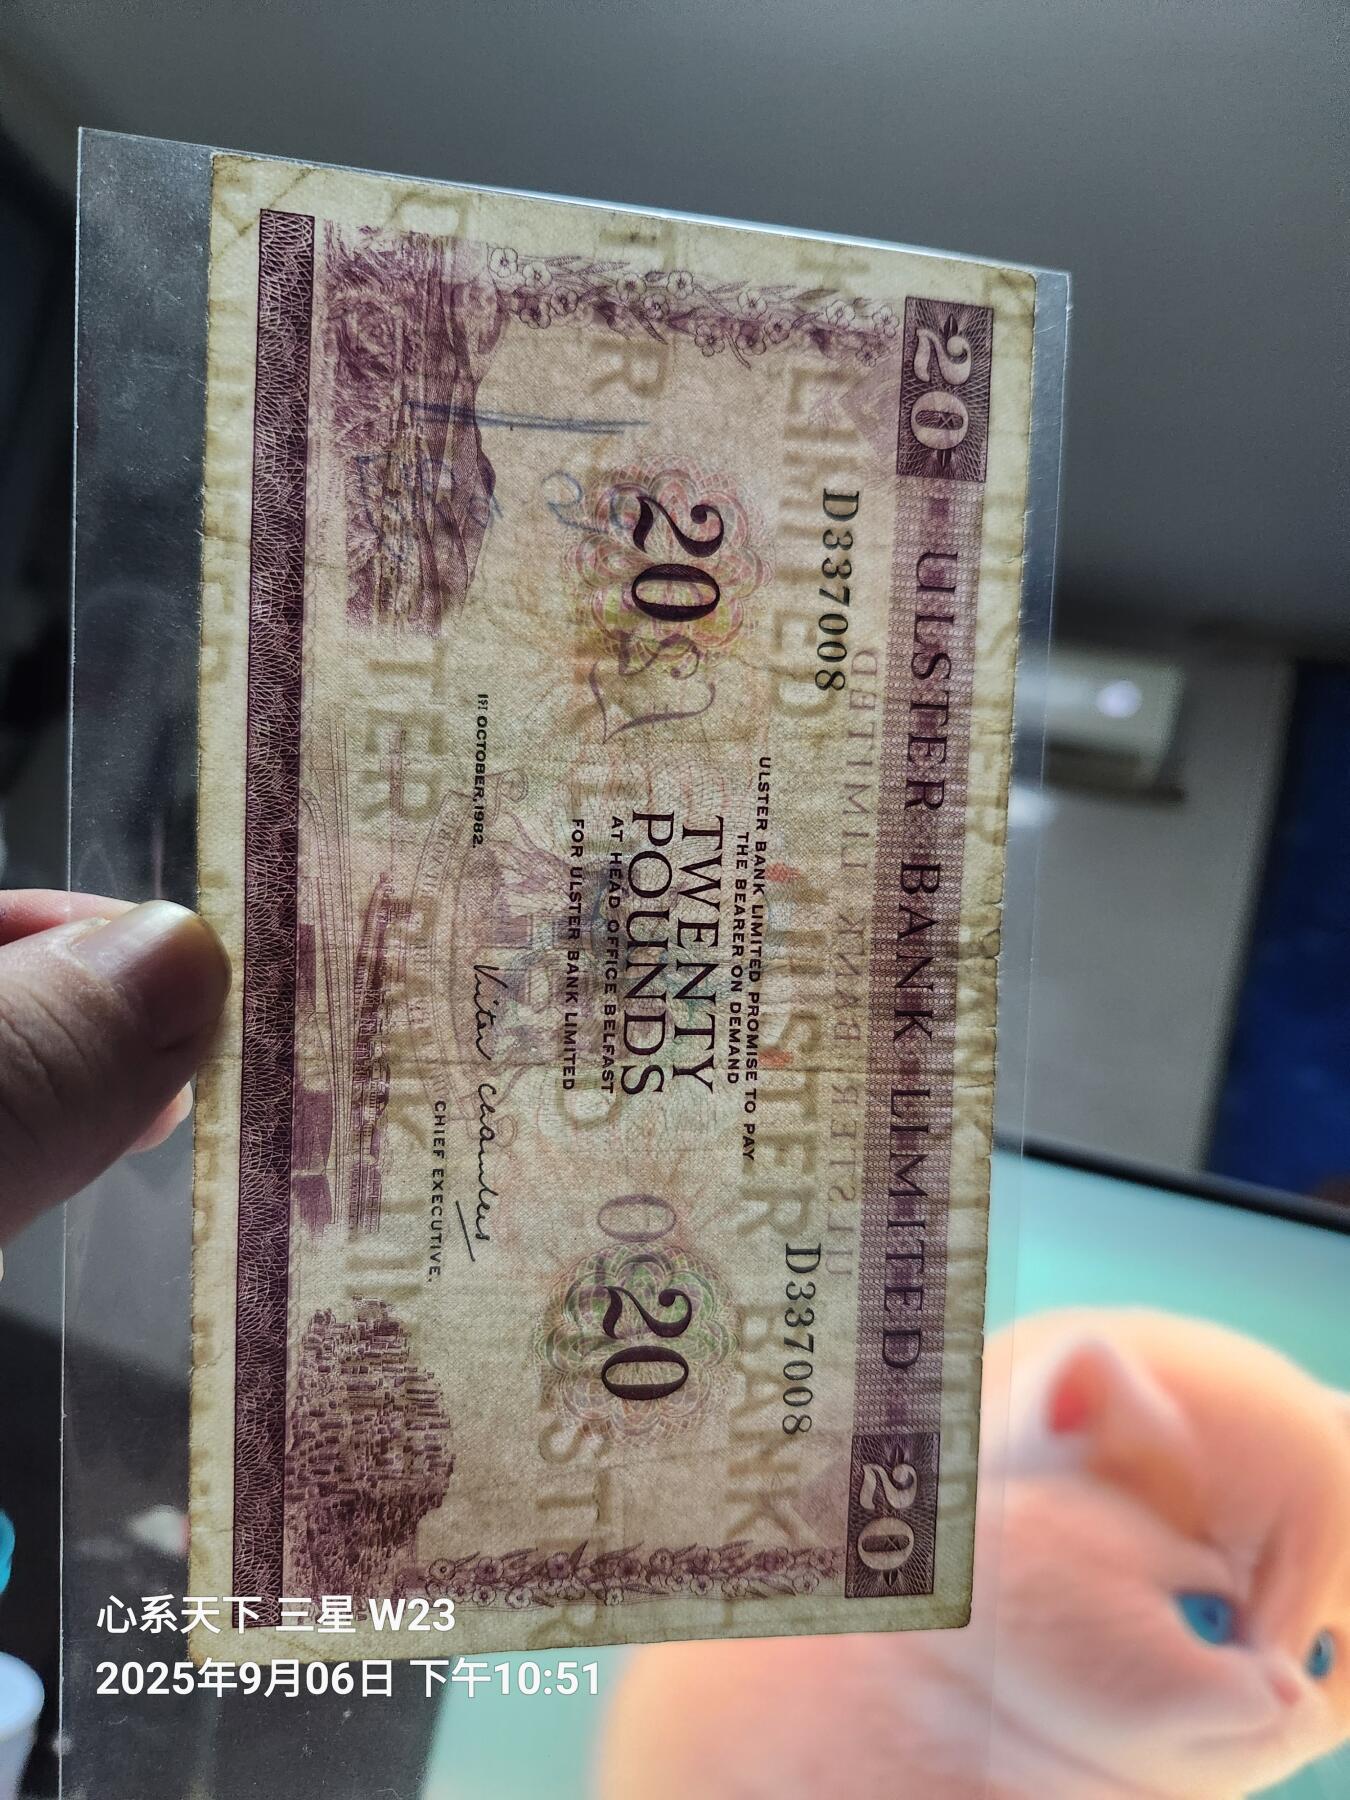 20 ULSTER BANK LIMITED 20
D337008
D337008
ULSTER BANK LIMITED PROMISE TO PAY
THE BEARER ON DEMAND
20
TWENTY
POUNDS
20
AT HEAD OFFICE BELFAST
FOR ULSTER BANK LIMITED
1ST OCTOBER, 1982.
Victor Chambers
CHIEF EXECUTIVE.
心系天下 三星 W23
2025年9月06日 下午10:51